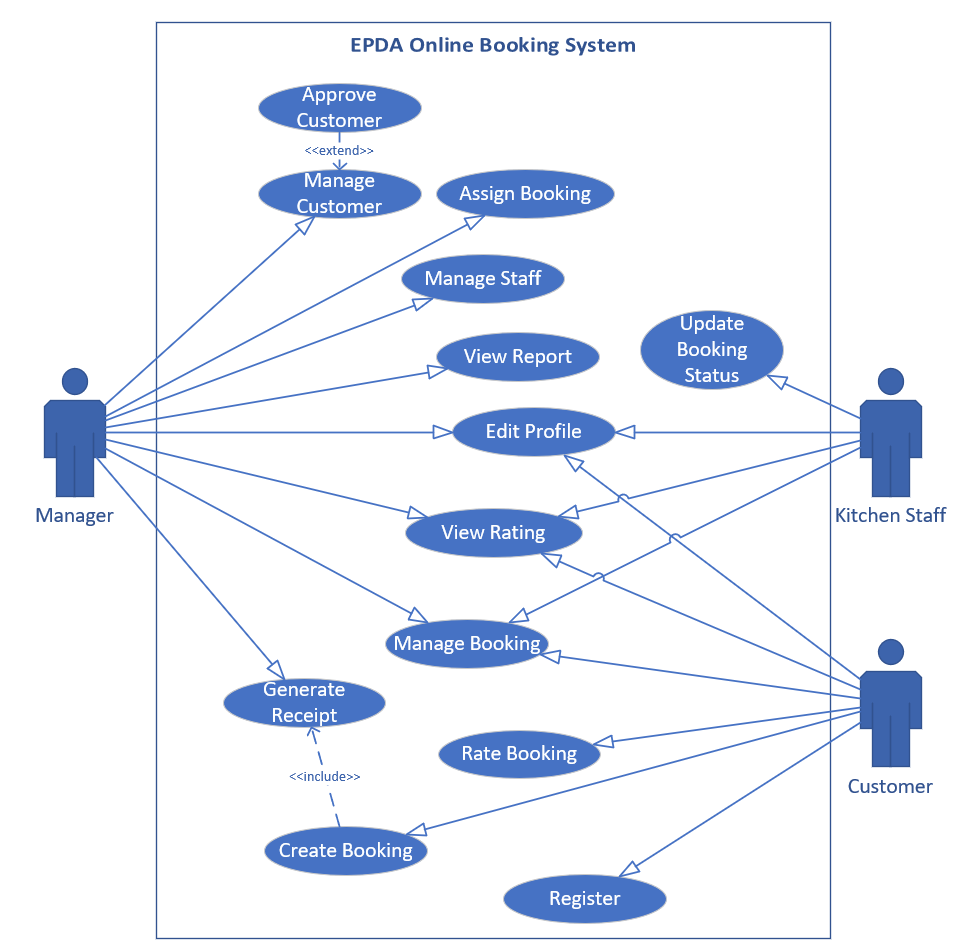 EPDA Online Booking System
Approve
Customer
<<extend>>
Manage
Customer
Assign Booking
Manage Staff
Update
Booking
Status
View Report
Edit Profile
Manager
Kitchen Staff
View Rating
Manage Booking
Generate
Receipt
Rate Booking
<<include>>
Customer
Create Booking
Register